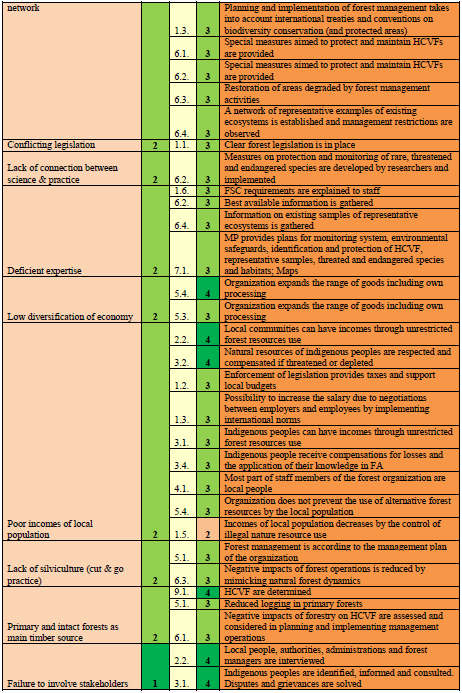 network
1.3. 3 Planning and implementation of forest management takes
into account international treaties and conventions on
biodiversity conservation (and protected areas)
6.1. 3 Special measures aimed to protect and maintain HCVFs
are provided
6.2. 3 Special measures aimed to protect and maintain HCVFs
are provided
6.3. 3 Restoration of areas degraded by forest management
activities
6.4. 3 A network of representative examples of existing
ecosystems is established and management restrictions are
observed
Conflicting legislation 2 1.1. 3 Clear forest legislation is in place
Lack of connection between
science & practice 2 6.2. 3 Measures on protection and monitoring of rare, threatened
and endangered species are developed by researchers and
implemented
1.6. 3 FSC requirements are explained to staff
6.2. 3 Best available information is gathered
6.4. 3 Information on existing samples of representative
ecosystems is gathered
Deficient expertise 2 7.1. 3 MP provides plans for monitoring system, environmental
safeguards, identification and protection of HCVF,
representative samples, threated and endangered species
and habitats; Maps
5.4. 4 Organization expands the range of goods including own
processing
Low diversification of economy 2 5.3. 3 Organization expands the range of goods including own
processing
2.2. 4 Local communities can have incomes through unrestricted
forest resources use
3.2. 4 Natural resources of indigenous peoples are respected and
compensated if threatened or depleted
1.2. 3 Enforcement of legislation provides taxes and support
local budgets
1.3. 3 Possibility to increase the salary due to negotiations
between employers and employees by implementing
international norms
3.1. 3 Indigenous peoples can have incomes through unrestricted
forest resources use
3.4. 3 Indigenous people receive compensations for losses and
the application of their knowledge in FA
4.1. 3 Most part of staff members of the forest organization are
local people
5.4. 3 Organization does not prevent the use of alternative forest
resources by the local population
Poor incomes of local
population 2 1.5. 2 Incomes of local population decreases by the control of
illegal nature resource use
5.1. 3 Forest management is according to the management plan
of the organization
Lack of silviculture (cut & go
practice) 2 6.3. 3 Negative impacts of forest operations is reduced by
mimicking natural forest dynamics
9.1. 4 HCVF are determined
5.1. 3 Reduced logging in primary forests
Primary and intact forests as
main timber source 2 6.1. 3 Negative impacts of forestry on HCVF are assessed and
considered in planning and implementing management
operations
2.2. 4 Local people, authorities, administrations and forest
managers are interviewed
Failure to involve stakeholders 1 3.1. 4 Indigenous peoples are identified, informed and consulted.
Disputes and grievances are solved